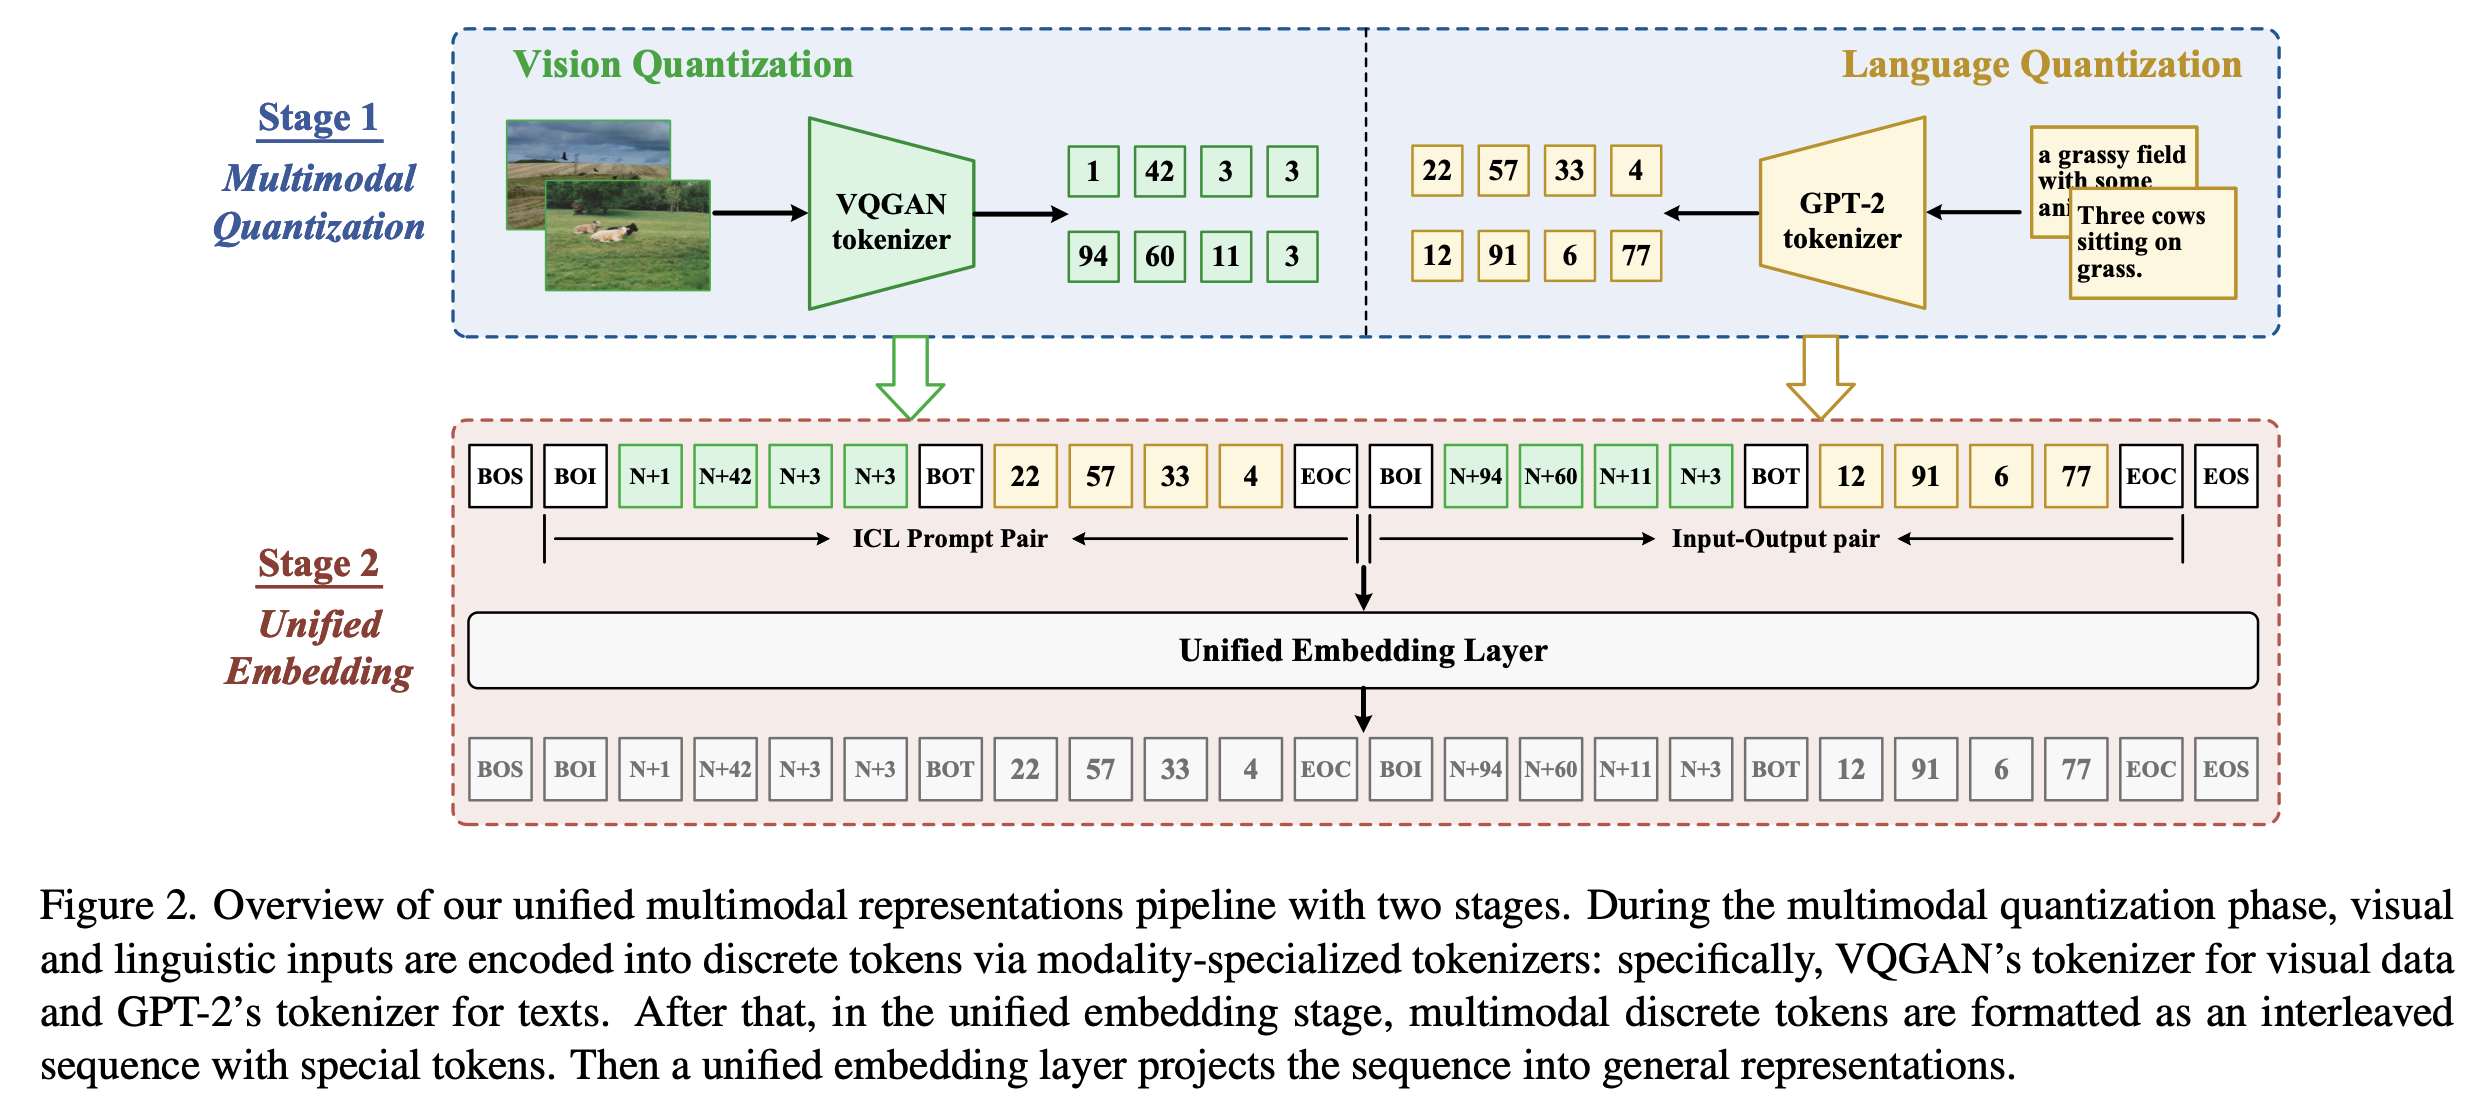 Vision Quantization
Language Quantization
Stage 1
Multimodal
Quantization
VQGAN
tokenizer
1 42 3 3
94 60 11 3
22 57 33 4
12 91 6 77
GPT-2
tokenizer
a grassy field
with some
ani
Three cows
sitting on
grass.
Stage 2
Unified
Embedding
BOS BOI N+1 N+42 N+3 N+3 BOT 22 57 33 4 EOC BOI N+94 N+60 N+11 N+3 BOT 12 91 6 77 EOC EOS
ICL Prompt Pair
Input-Output pair
Unified Embedding Layer
BOS BOI N+1 N+42 N+3 N+3 BOT 22 57 33 4 EOC BOI N+94 N+60 N+11 N+3 BOT 12 91 6 77 EOC EOS
Figure 2. Overview of our unified multimodal representations pipeline with two stages. During the multimodal quantization phase, visual
and linguistic inputs are encoded into discrete tokens via modality-specialized tokenizers: specifically, VQGAN’s tokenizer for visual data
and GPT-2’s tokenizer for texts. After that, in the unified embedding stage, multimodal discrete tokens are formatted as an interleaved
sequence with special tokens. Then a unified embedding layer projects the sequence into general representations.